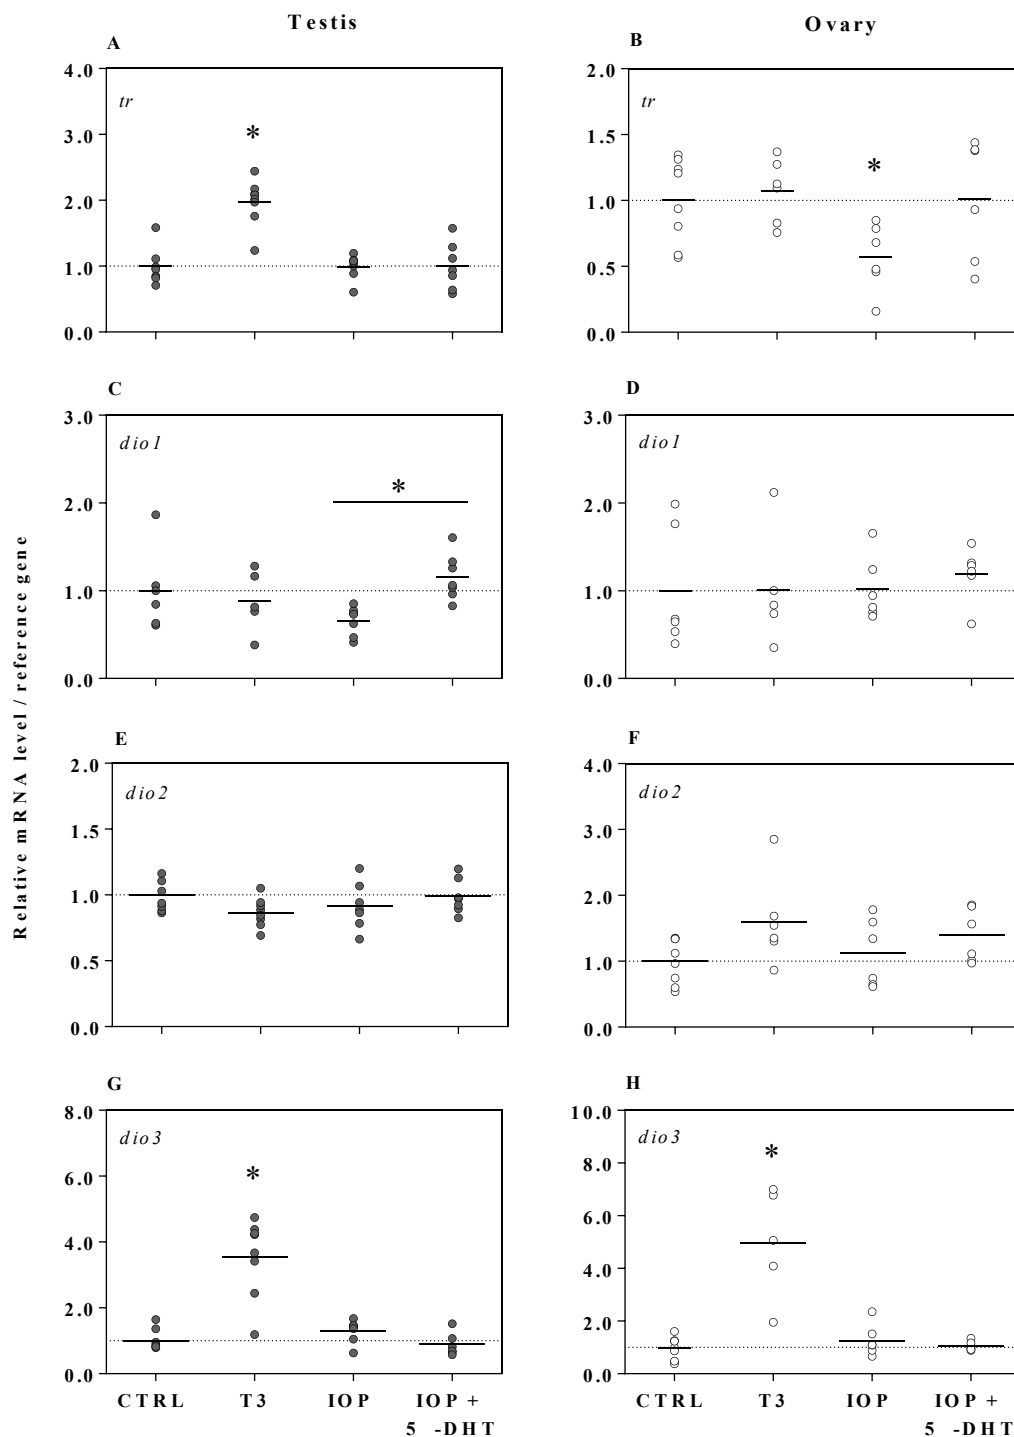 Testis
Ovary
A
B
4.0
3.0
2.0
1.0
0.0
tr
*
2.0
1.5
1.0
0.5
0.0
tr
*
C
D
3.0
2.0
1.0
0.0
dio1
*
3.0
2.0
1.0
0.0
dio1
Relative mRNA level / reference gene
E
F
2.0
1.5
1.0
0.5
0.0
dio2
4.0
3.0
2.0
1.0
0.0
dio2
G
H
8.0
6.0
4.0
2.0
0.0
dio3
*
10.0
8.0
6.0
4.0
2.0
0.0
dio3
*
CTRL
T3
IOP
IOP +
5 -DHT
CTRL
T3
IOP
IOP +
5 -DHT